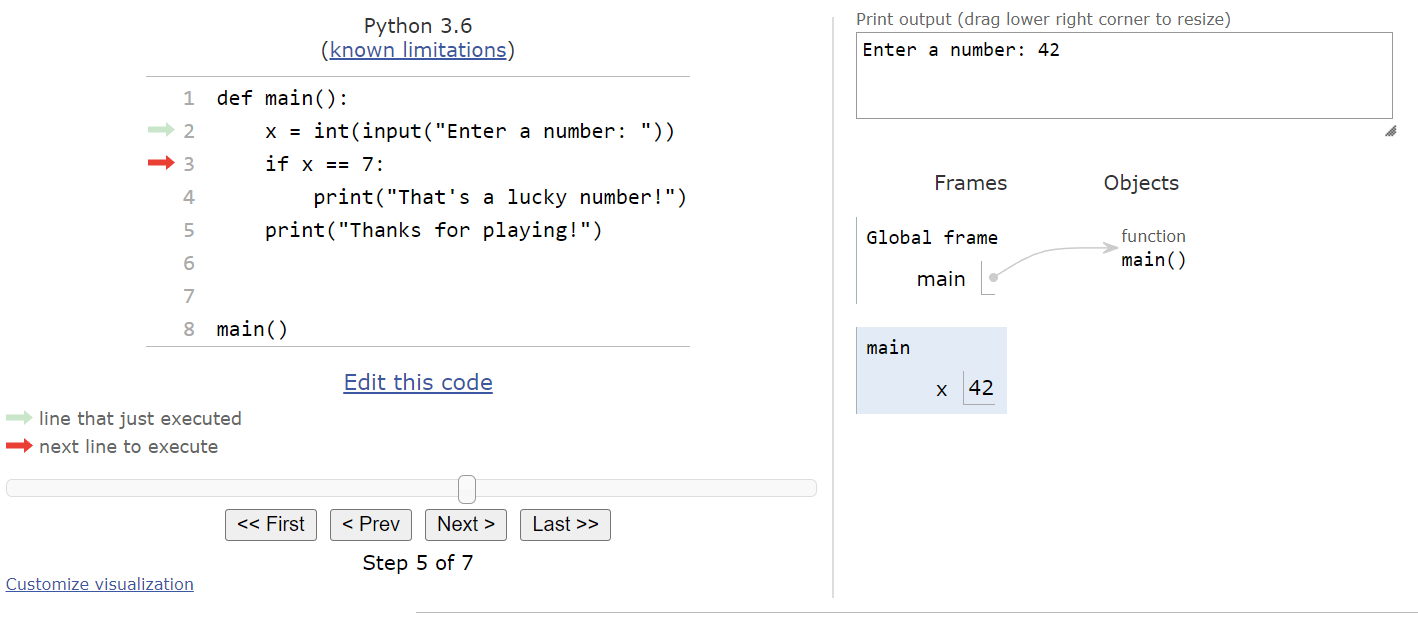 Python 3.6
(known limitations)
1 def main():
2     x = int(input("Enter a number: "))
3     if x == 7:
4         print("That's a lucky number!")
5     print("Thanks for playing!")
6
7
8 main()
Edit this code
line that just executed
next line to execute
<< First < Prev Next > Last >>
Step 5 of 7
Customize visualization
Print output (drag lower right corner to resize)
Enter a number: 42
Frames Objects
Global frame
main
function
main()
main
x 42